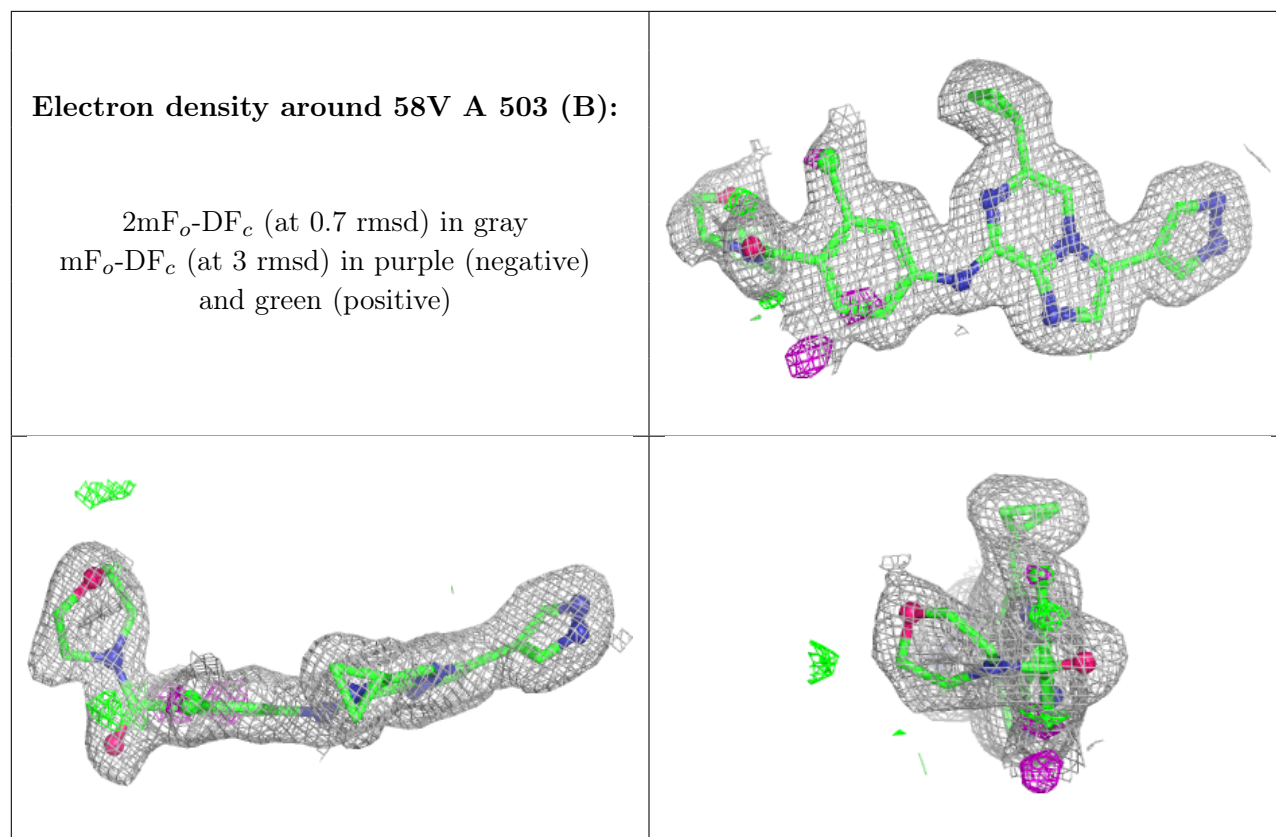 Electron density around 58V A 503 (B):
2mFo-DFc (at 0.7 rmsd) in gray
mFo-DFc (at 3 rmsd) in purple (negative)
and green (positive)